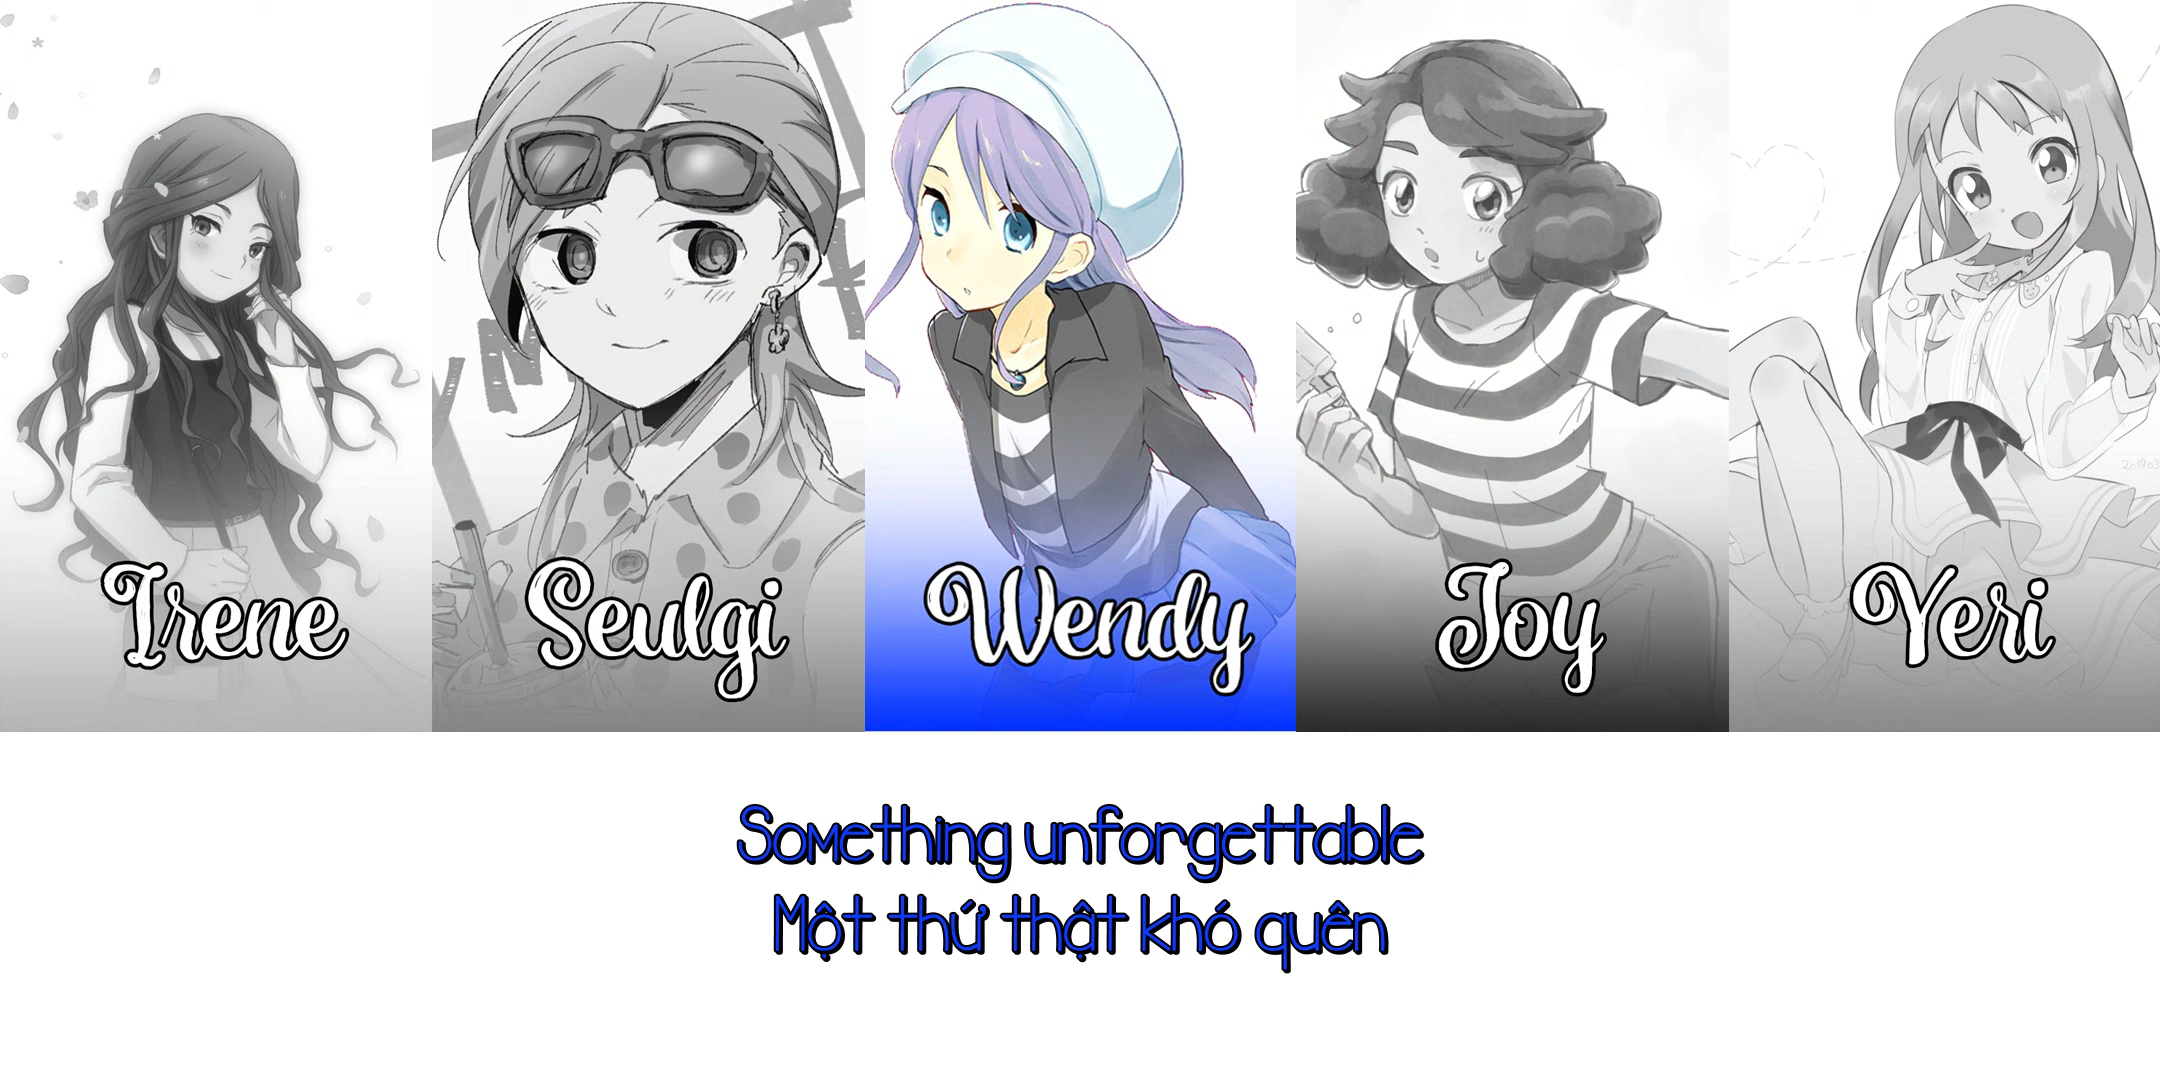 Irene Seulgi Wendy Joy Yeri
Something unforgettable
Một thứ thật khó quên